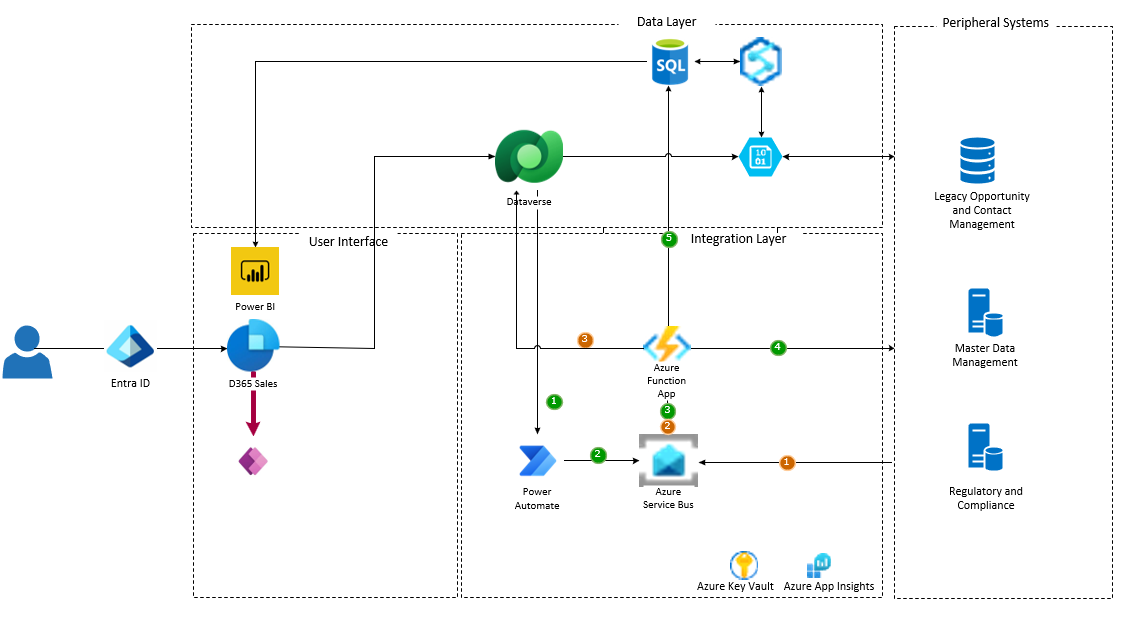 Data Layer
Peripheral Systems
SQL
10
01
Dataverse
Legacy Opportunity
and Contact
Management
User Interface
5
Integration Layer
Power BI
3
4
Entra ID
D365 Sales
Azure
Function
App
Master Data
Management
1
3
2
2
1
Power
Automate
Azure
Service Bus
Regulatory and
Compliance
Azure Key Vault
Azure App Insights